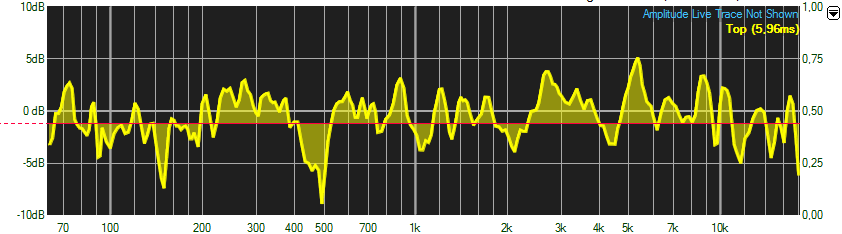 10dB
Amplitude Live Trace Not Shown
1,00
Top (5,96ms)
5dB
0,75
0 dB
0,50
-5dB
0,25
-10dB
0,00
70 100 200 300 400 500 700 1k 2k 3k 4k 5k 7k 10k